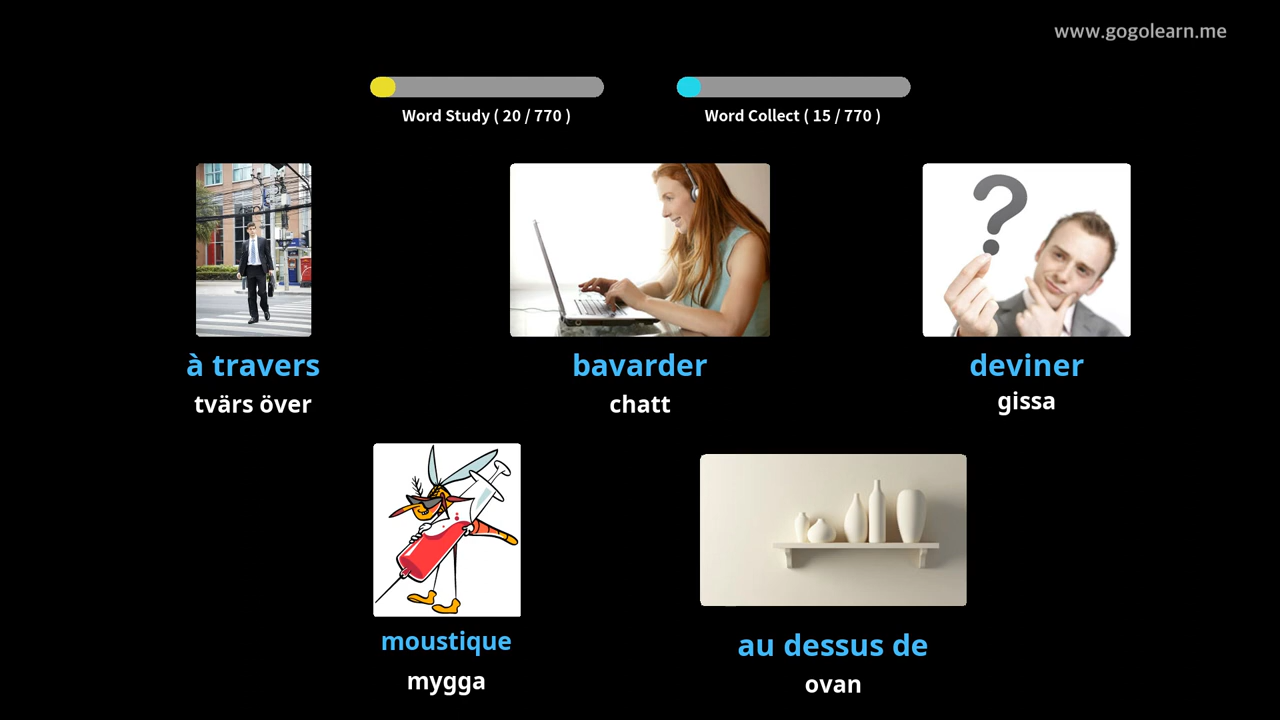 www.gogolearn.me
Word Study ( 20 / 770 )
Word Collect ( 15 / 770 )
à travers
tvärs över
bavarder
chatt
deviner
gissa
moustique
mygga
au dessus de
ovan